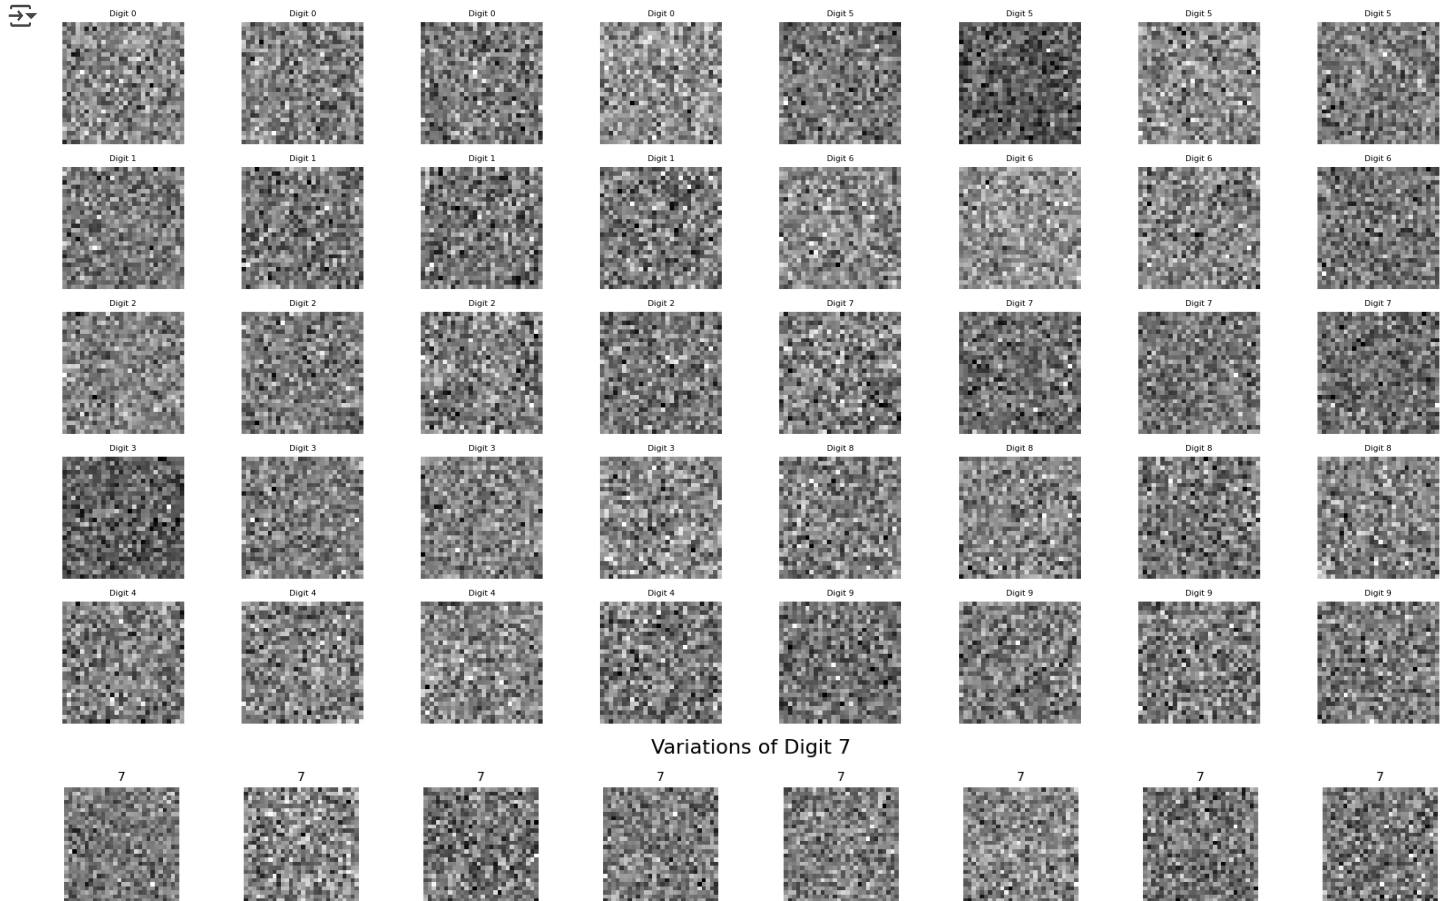 Digit 0 Digit 0 Digit 0 Digit 0 Digit 5 Digit 5 Digit 5 Digit 5
Digit 1 Digit 1 Digit 1 Digit 1 Digit 6 Digit 6 Digit 6 Digit 6
Digit 2 Digit 2 Digit 2 Digit 2 Digit 7 Digit 7 Digit 7 Digit 7
Digit 3 Digit 3 Digit 3 Digit 3 Digit 8 Digit 8 Digit 8 Digit 8
Digit 4 Digit 4 Digit 4 Digit 4 Digit 9 Digit 9 Digit 9 Digit 9
Variations of Digit 7
7 7 7 7 7 7 7 7